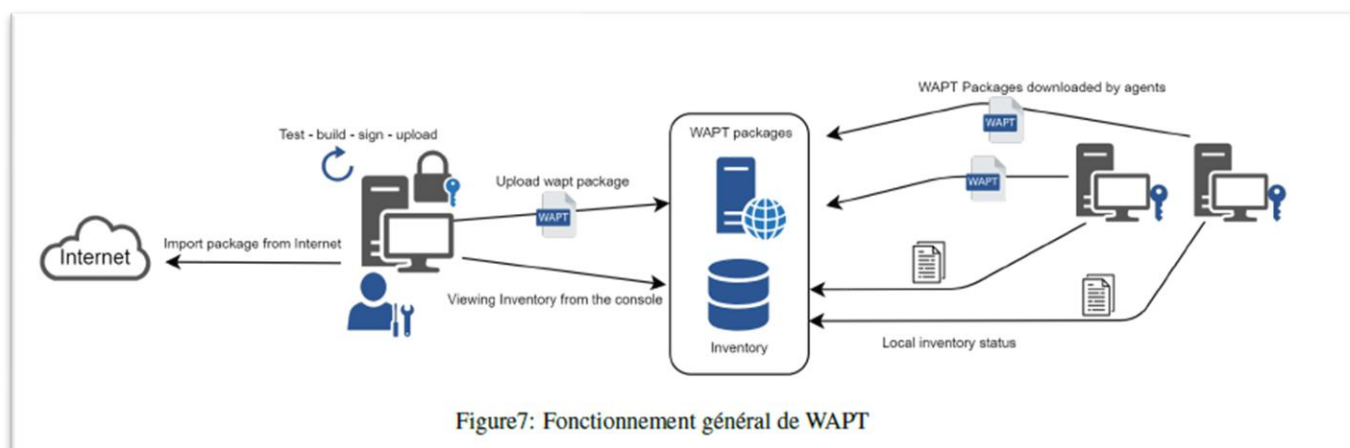 WAPT Packages downloaded by agents
WAPT
Test - build - sign - upload
WAPT packages
Upload wapt package
WAPT
WAPT
Internet
Import package from Internet
Viewing Inventory from the console
Inventory
Local inventory status
Figure7: Fonctionnement général de WAPT